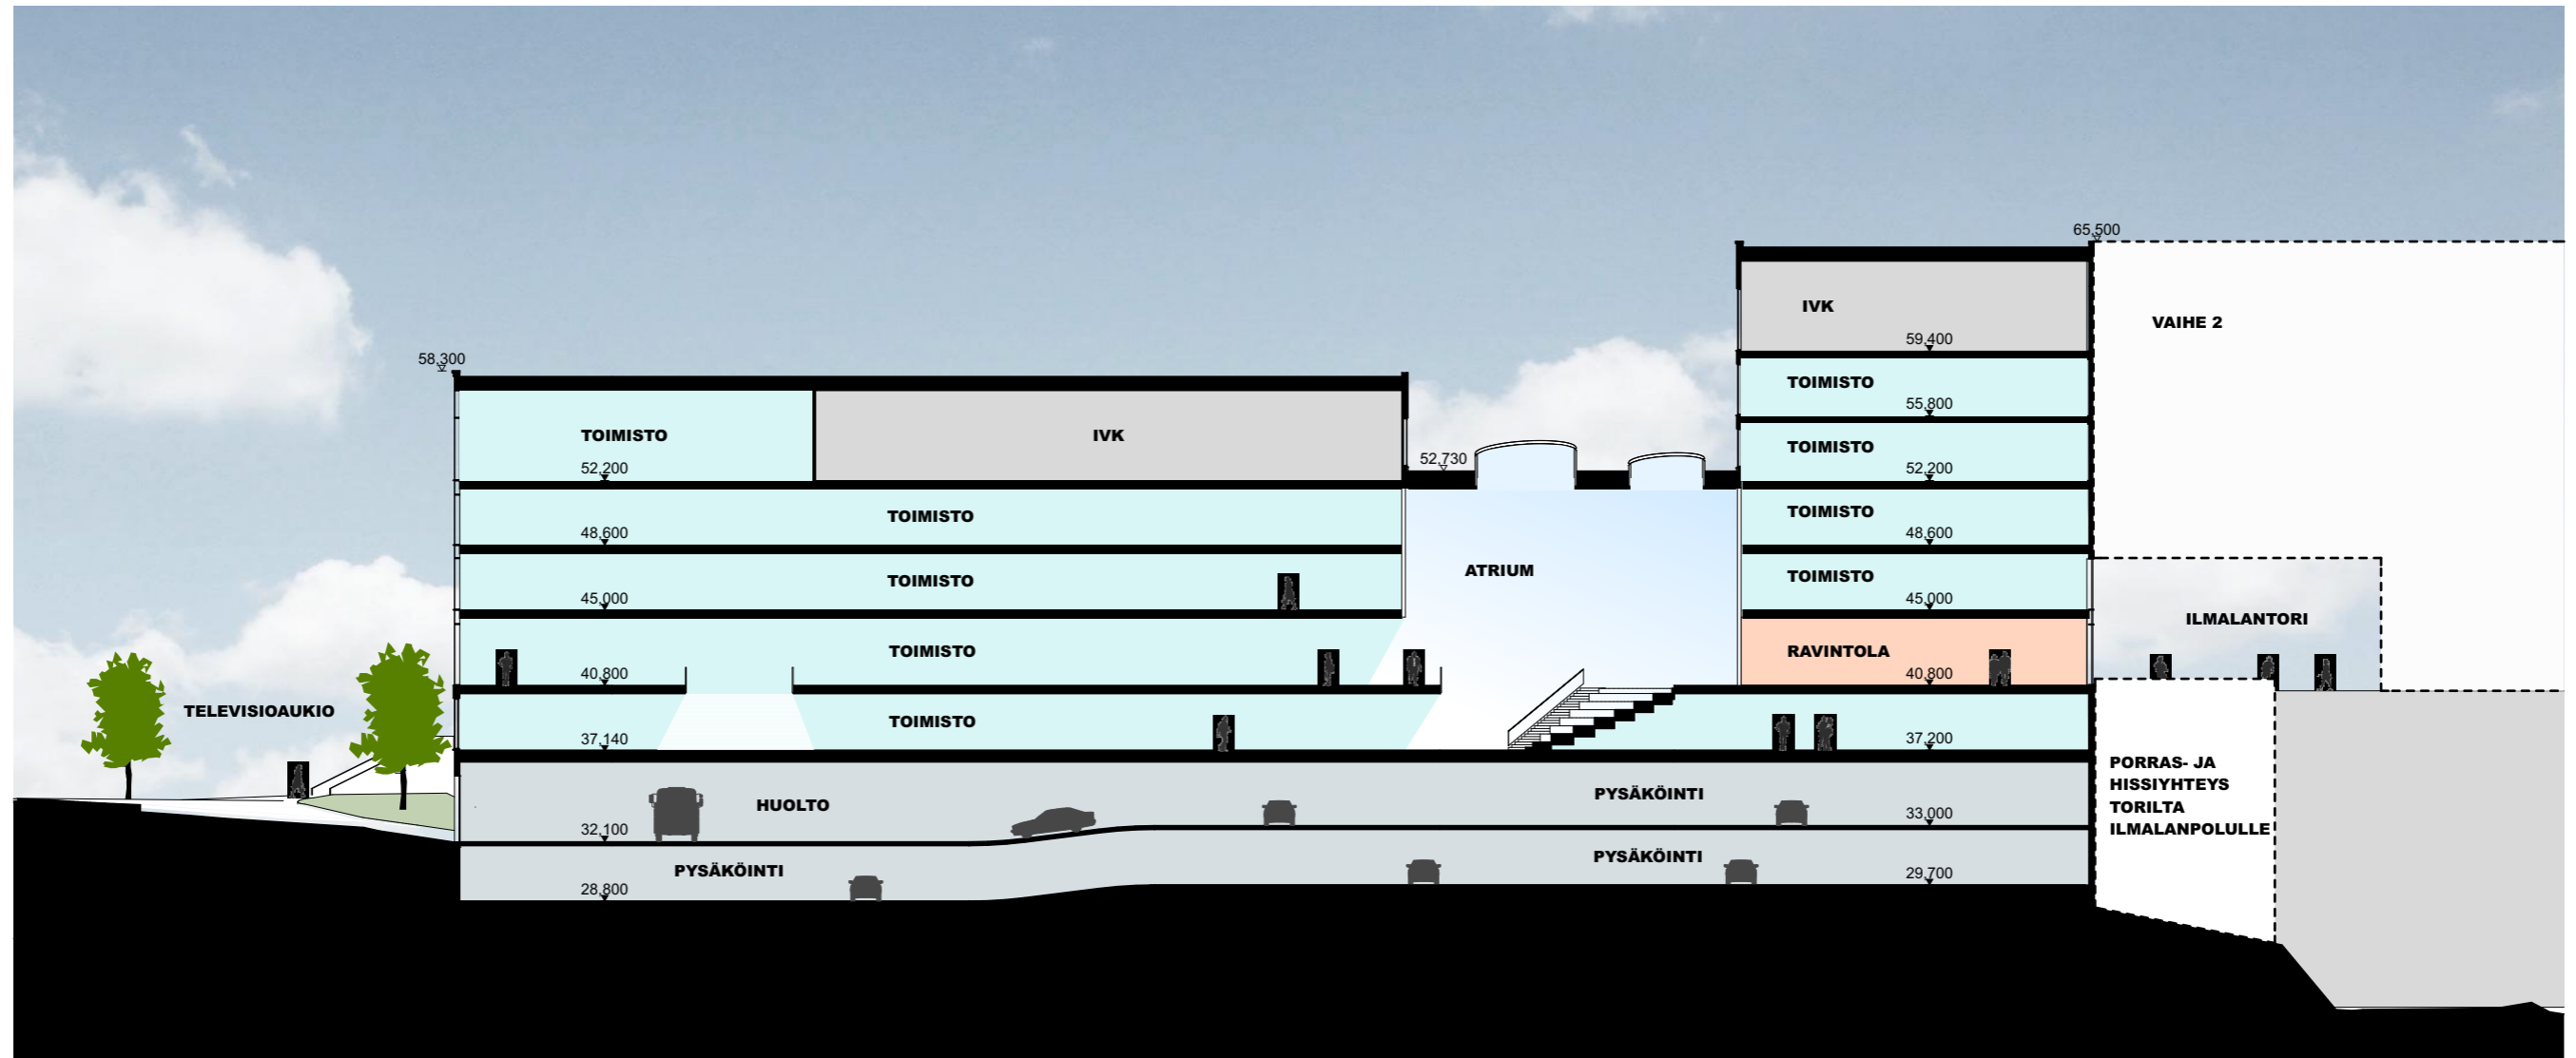 65,500
IVK
VAIHE 2
59,400
58,300
TOIMISTO
55,800
TOIMISTO
IVK
TOIMISTO
52,200
52,730
52,200
TOIMISTO
TOIMISTO
48,600
48,600
TOIMISTO
ATRIUM
TOIMISTO
45,000
45,000
ILMALANTORI
TOIMISTO
RAVINTOLA
40,800
40,800
TELEVISIOAUKIO
TOIMISTO
37,140
37,200
PORRAS- JA
HISSIYHTEYS
TORILTA
ILMALANPOLULLE
HUOLTO
PYSÄKÖINTI
32,100
33,000
PYSÄKÖINTI
PYSÄKÖINTI
28,800
29,700